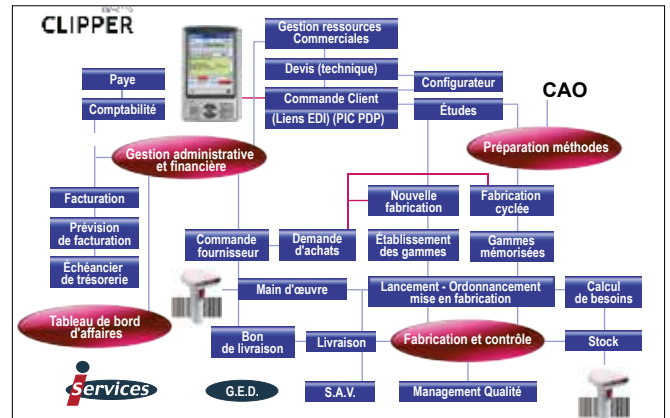 CLIPPER
Gestion ressources
Commerciales
Devis (technique)
Configurateur
Commande Client
(Liens EDI) (PIC PDP)
Études
CAO
Paye
Comptabilité
Gestion administrative
et financière
Préparation méthodes
Facturation
Prévision
de facturation
Échéancier
de trésorerie
Nouvelle
fabrication
Fabrication
cyclée
Commande
fournisseur
Demande
d'achats
Établissement
des gammes
Gammes
mémorisées
Main d'œuvre
Lancement - Ordonnancement
mise en fabrication
Calcul
de besoins
Tableau de bord
d'affaires
Bon
de livraison
Livraison
Fabrication et contrôle
Stock
iServices
G.E.D.
S.A.V.
Management Qualité